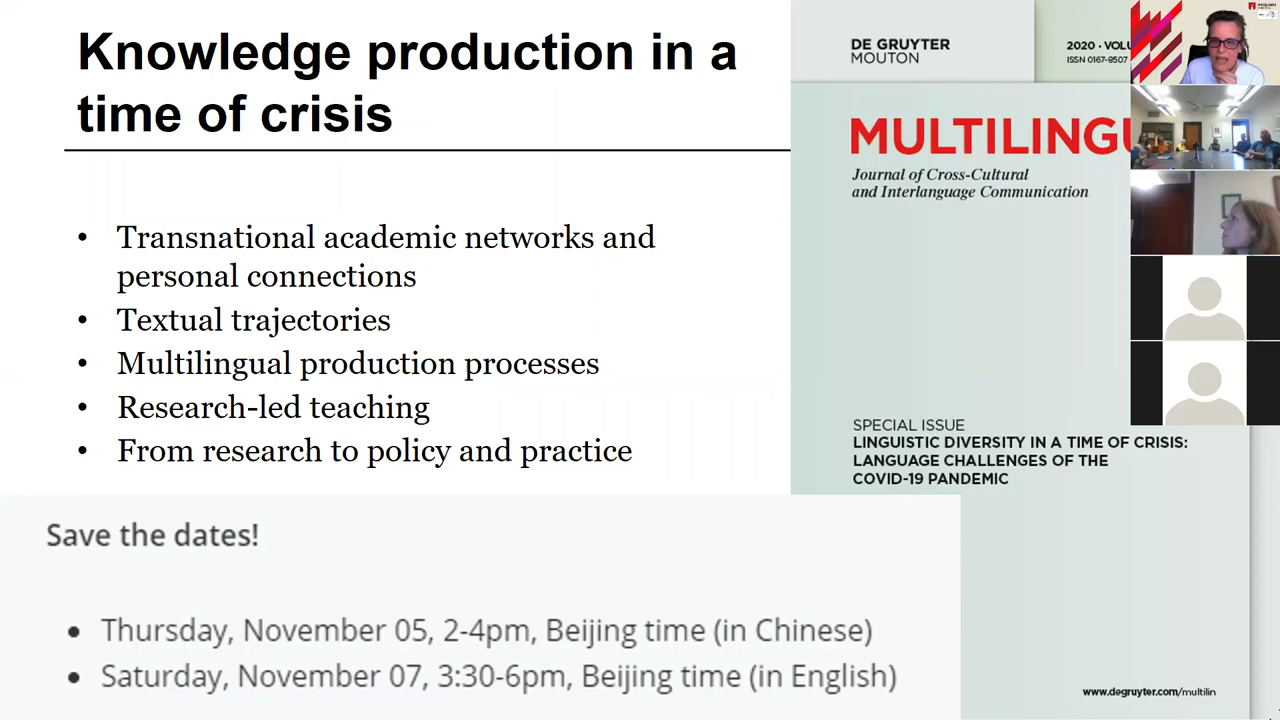 Knowledge production in a
time of crisis
• Transnational academic networks and
personal connections
• Textual trajectories
• Multilingual production processes
• Research-led teaching
• From research to policy and practice
Save the dates!
• Thursday, November 05, 2-4pm, Beijing time (in Chinese)
• Saturday, November 07, 3:30-6pm, Beijing time (in English)
DE GRUYTER
MOUTON
2020 · VOLU
ISSN 0167-8507
MULTILINGU
Journal of Cross-Cultural
and Interlanguage Communication
SPECIAL ISSUE
LINGUISTIC DIVERSITY IN A TIME OF CRISIS:
LANGUAGE CHALLENGES OF THE
COVID-19 PANDEMIC
www.degruyter.com/multilin